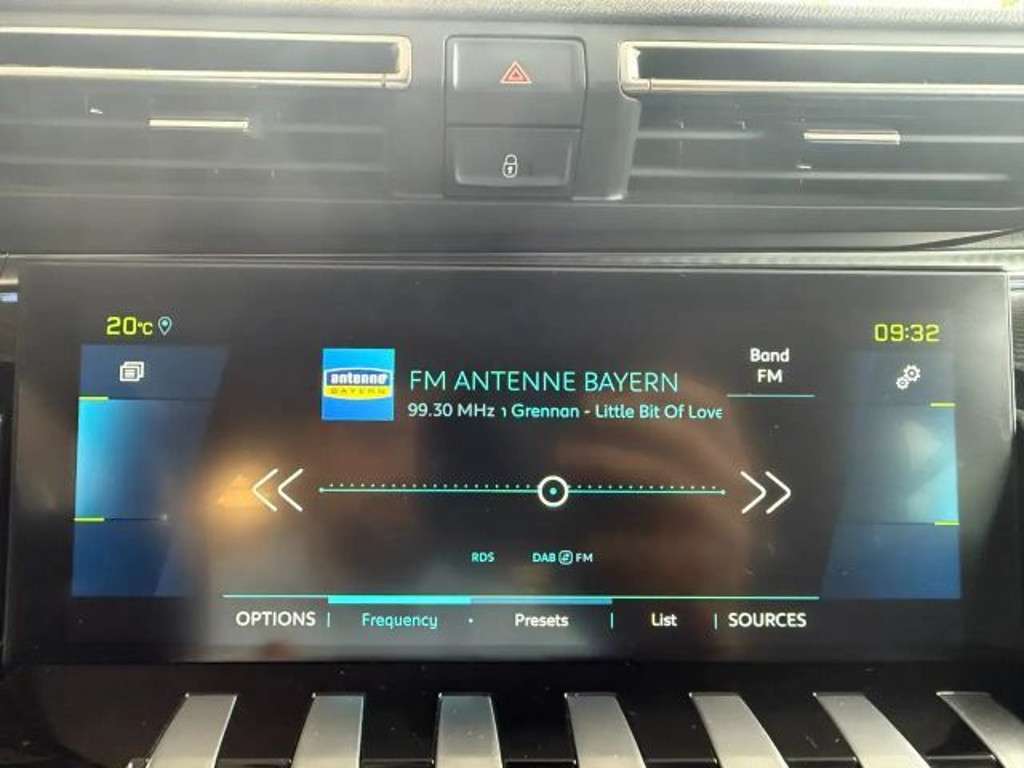 20°C
09:32
Band
FM
antenne
BAYERN
FM ANTENNE BAYERN
99.30 MHz Grennan - Little Bit Of Love
RDS
DAB FM
OPTIONS | Frequency • Presets | List | SOURCES